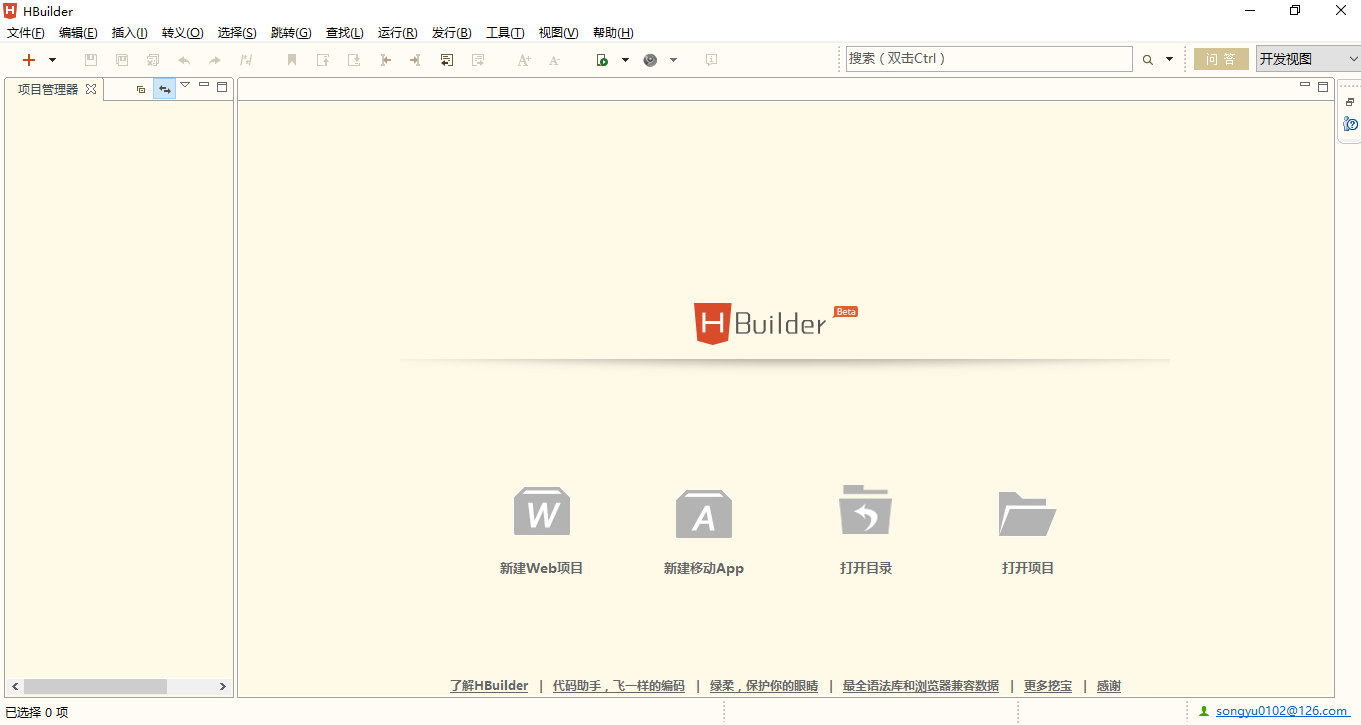 HBuilder
文件(F) 编辑(E) 插入(I) 转义(O) 选择(S) 跳转(G) 查找(L) 运行(R) 发行(B) 工具(T) 视图(V) 帮助(H)
搜索（双击Ctrl） 问 答 开发视图
项目管理器
H Builder Beta
W A
新建Web项目 新建移动App 打开目录 打开项目
了解HBuilder | 代码助手，飞一样的编码 | 绿柔，保护你的眼睛 | 最全语法库和浏览器兼容数据 | 更多挖宝 | 感谢
已选择 0 项 songyu0102@126.com